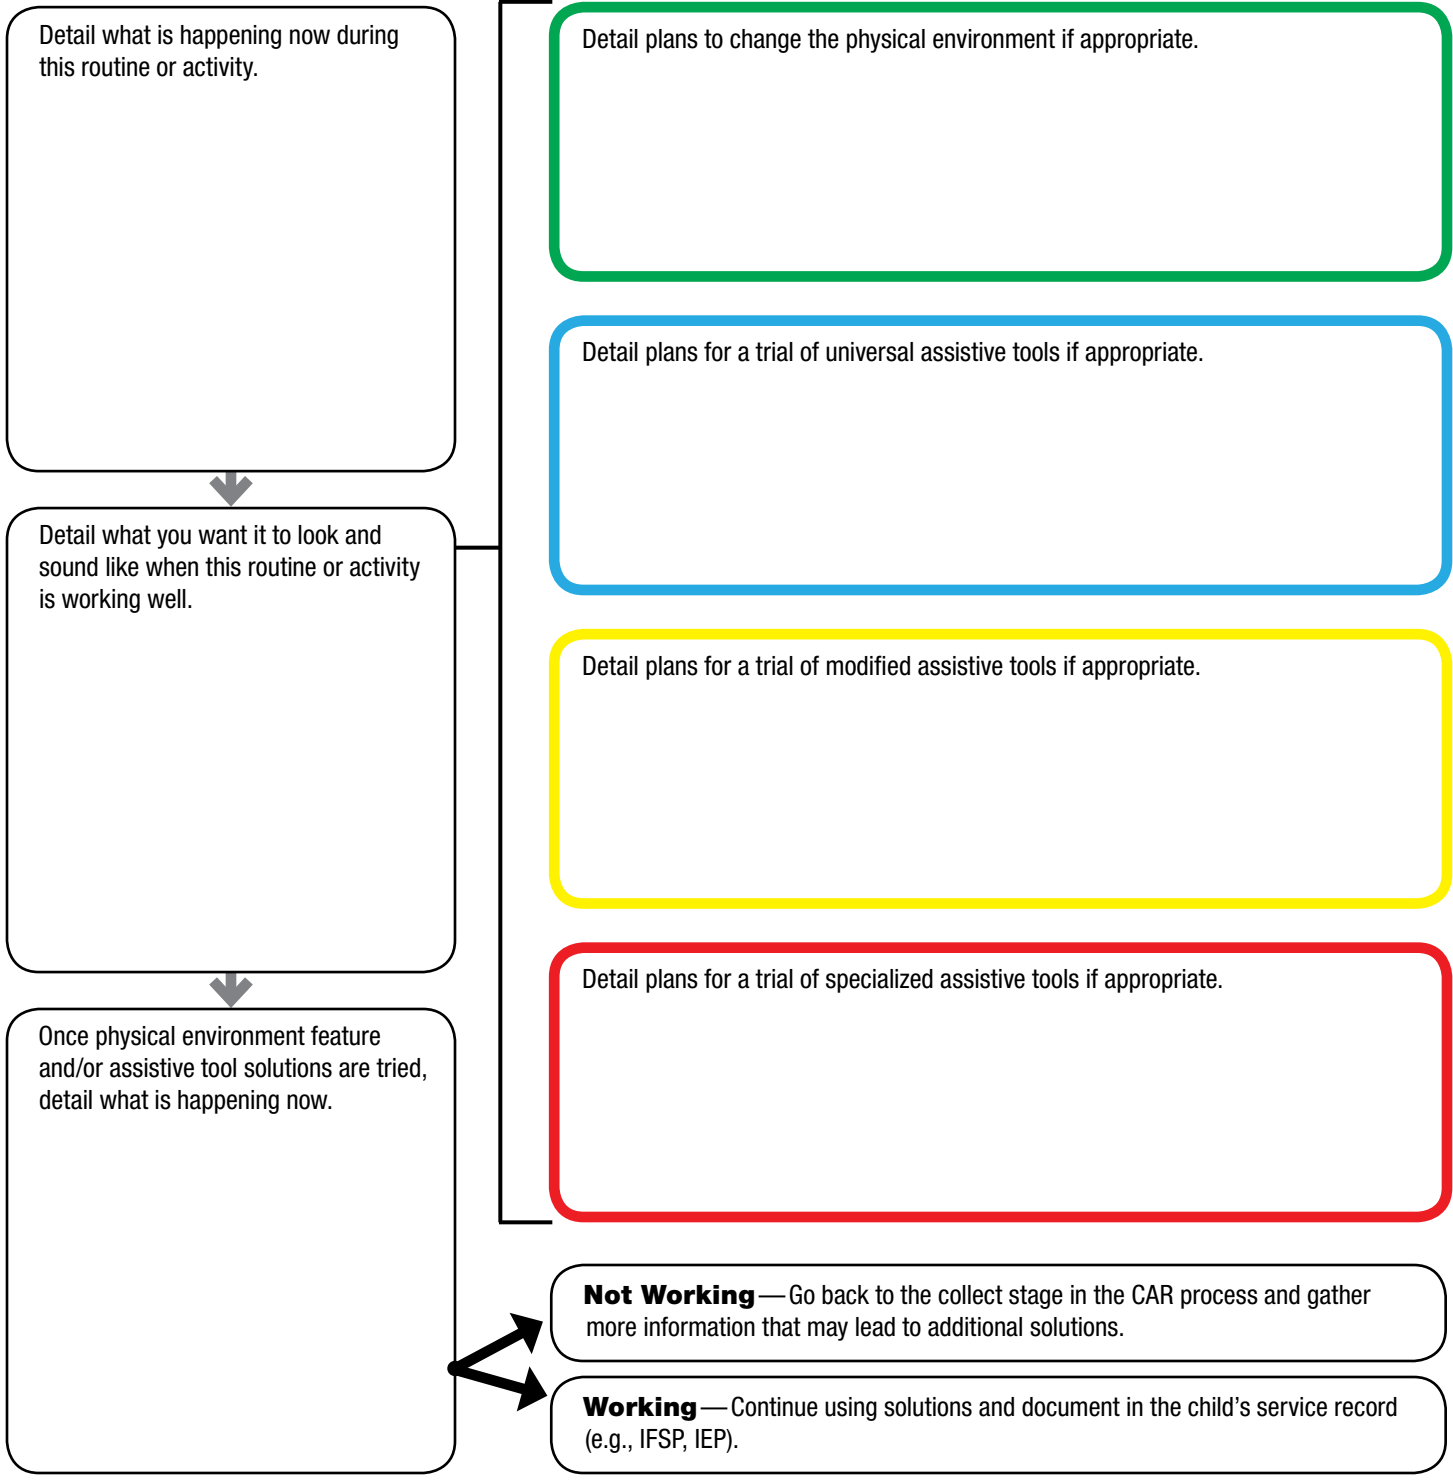 Detail what is happening now during
this routine or activity.
Detail what you want it to look and
sound like when this routine or activity
is working well.
Once physical environment feature
and/or assistive tool solutions are tried,
detail what is happening now.
Detail plans to change the physical environment if appropriate.
Detail plans for a trial of universal assistive tools if appropriate.
Detail plans for a trial of modified assistive tools if appropriate.
Detail plans for a trial of specialized assistive tools if appropriate.
Not Working—Go back to the collect stage in the CAR process and gather
more information that may lead to additional solutions.
Working—Continue using solutions and document in the child’s service record
(e.g., IFSP, IEP).